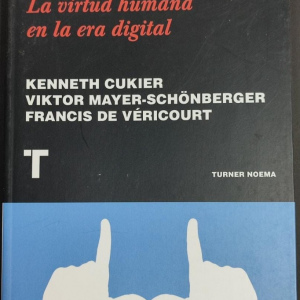 La virtud humana
en la era digital
KENNETH CUKIER
VIKTOR MAYER-SCHÖNBERGER
FRANCIS DE VÉRICOURT
T
TURNER NOEMA